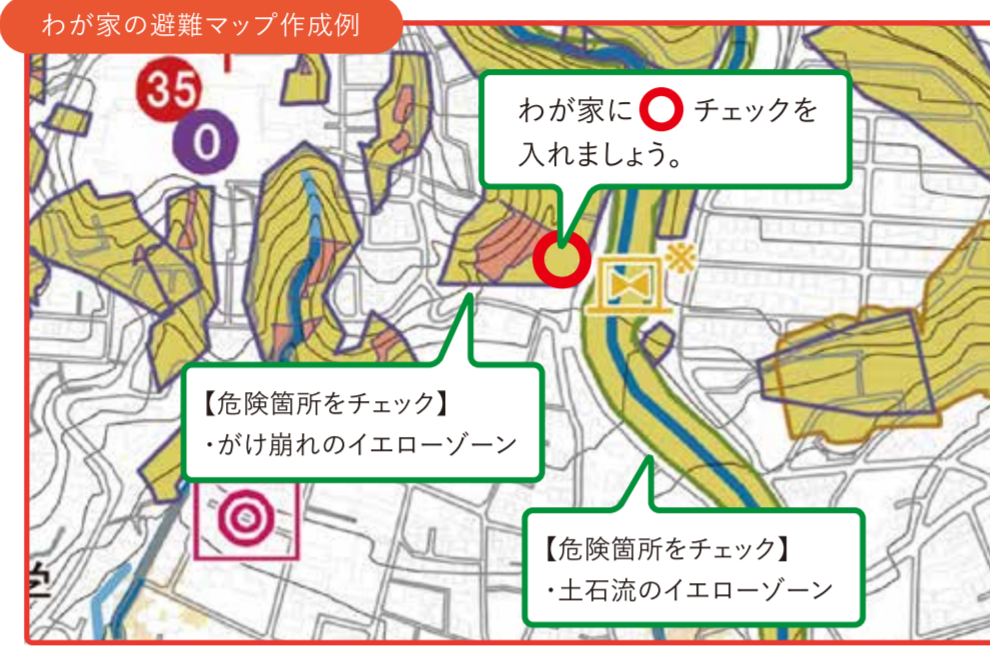 わが家の避難マップ作成例
35
0
わが家に チェックを
入れましょう。
※
【危険箇所をチェック】
・がけ崩れのイエローゾーン
【危険箇所をチェック】
・土石流のイエローゾーン